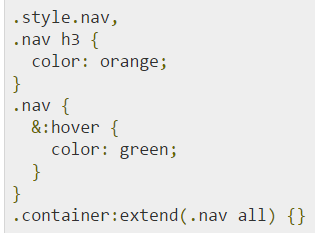 .style.nav,
.nav h3 {
  color: orange;
}
.nav {
  &:hover {
    color: green;
  }
}
.container:extend(.nav all) {}